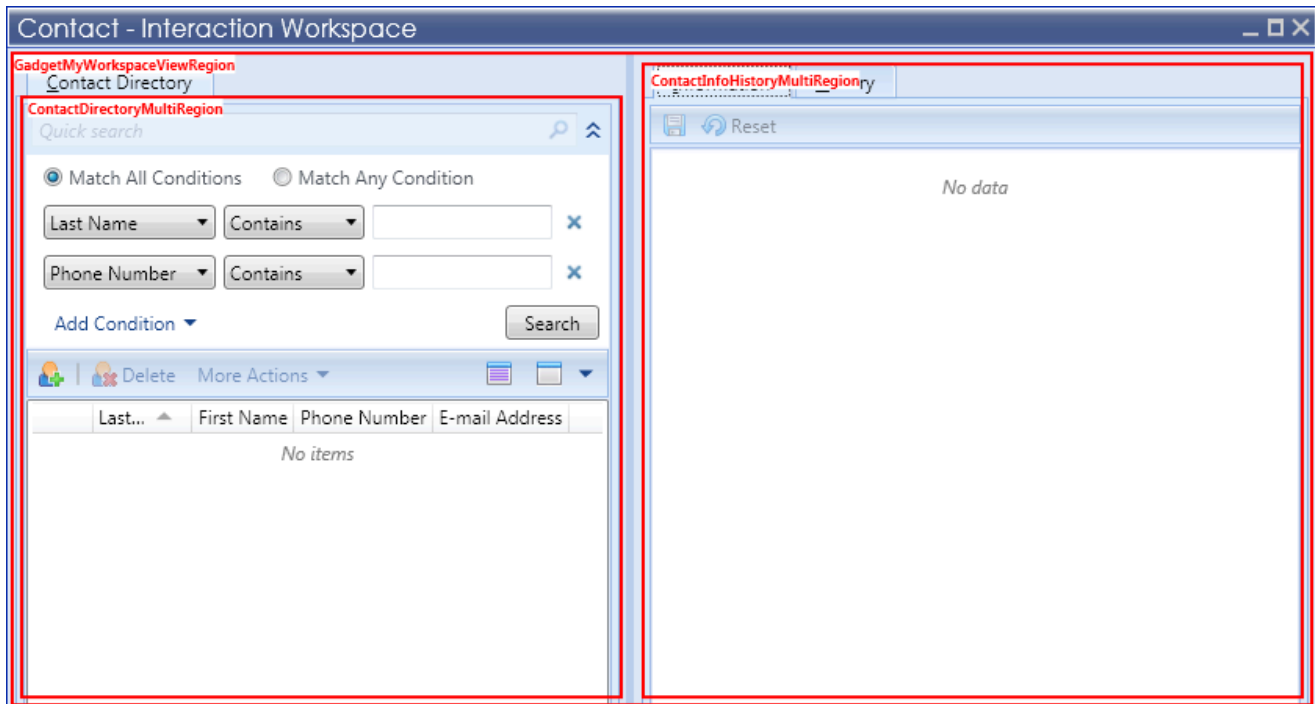 Contact - Interaction Workspace
GadgetMyWorkspaceViewRegion
Contact Directory
ContactDirectoryMultiRegion
Quick search
Match All Conditions Match Any Condition
Last Name Contains
Phone Number Contains
Add Condition Search
Delete More Actions
Last... First Name Phone Number E-mail Address
No items
ContactInfoHistoryMultiRegion
Reset
No data